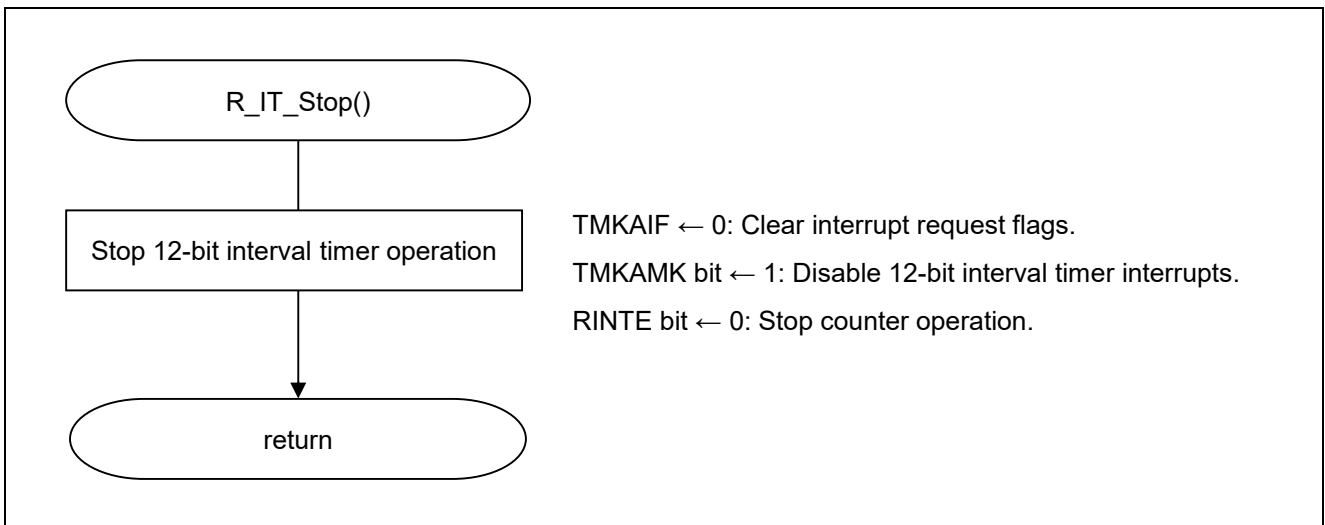 R_IT_Stop()
Stop 12-bit interval timer operation
TMKAIF ← 0: Clear interrupt request flags.
TMKAMK bit ← 1: Disable 12-bit interval timer interrupts.
RINTE bit ← 0: Stop counter operation.
return